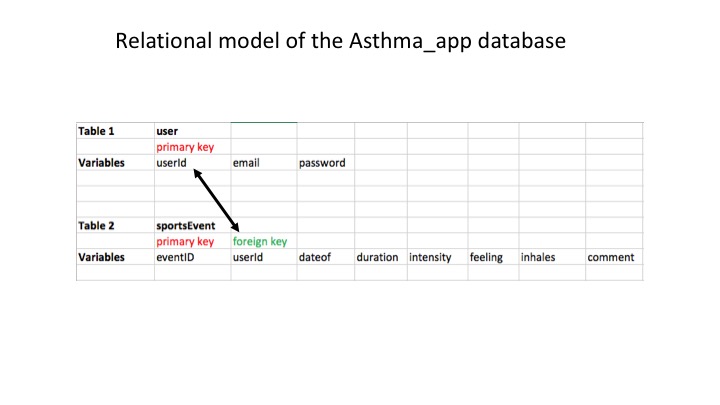 Relational model of the Asthma_app database
Table 1 user
primary key
Variables userId email password
Table 2 sportsEvent
primary key foreign key
Variables eventID userId dateof duration intensity feeling inhales comment